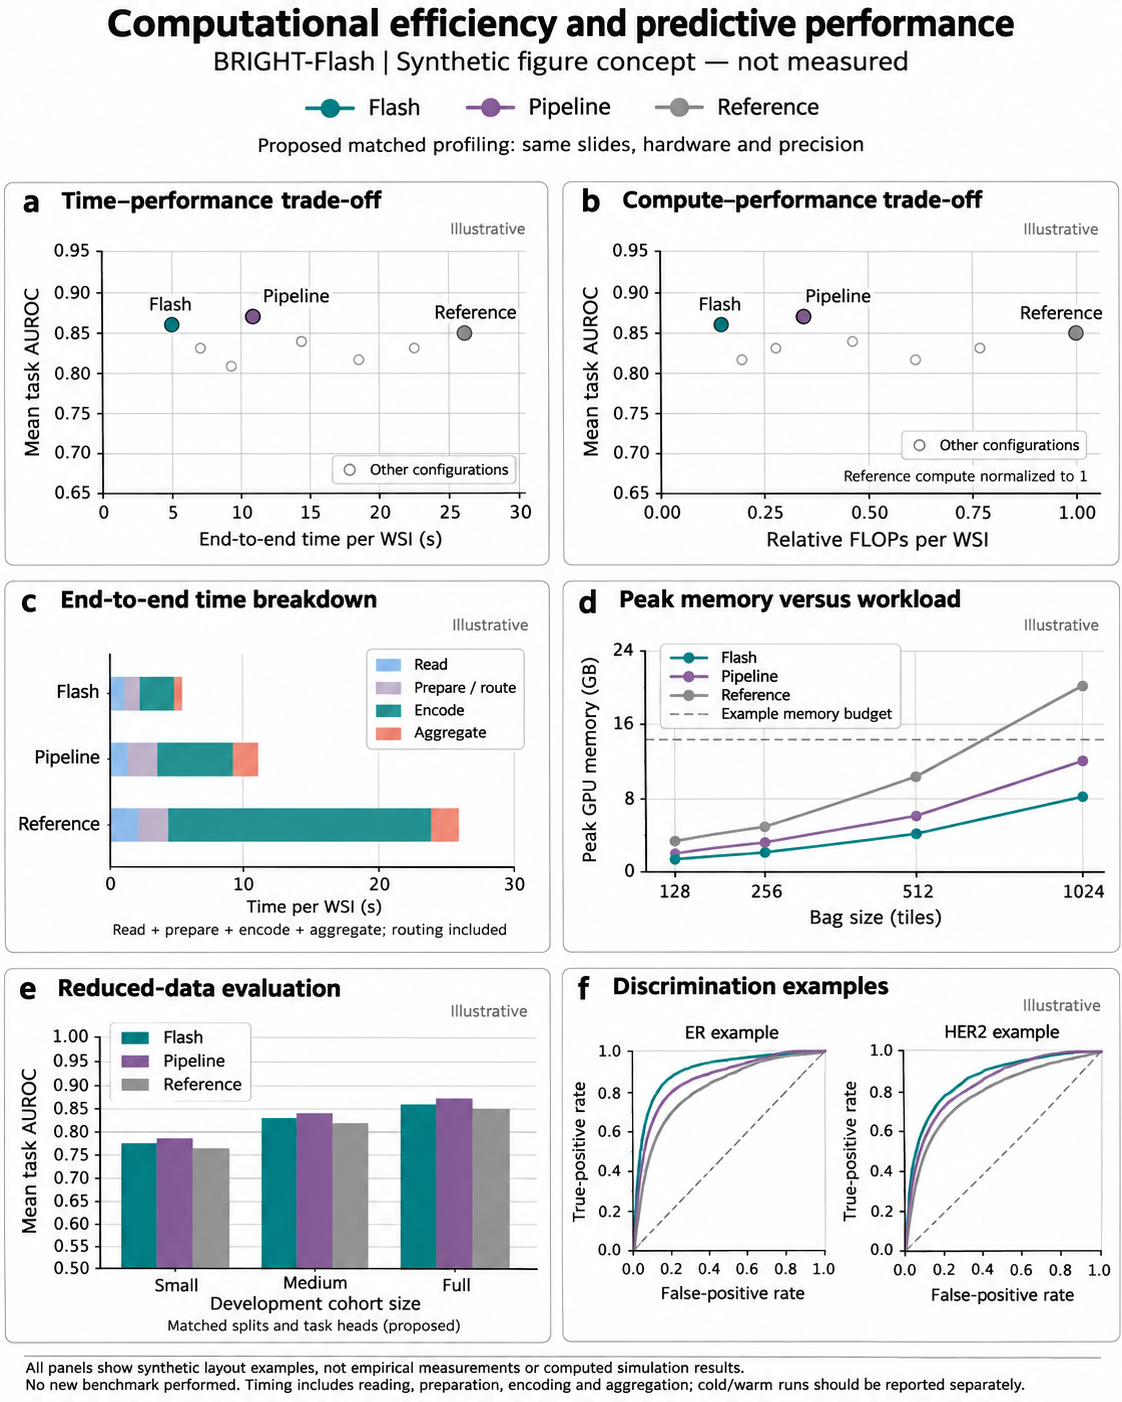 Computational efficiency and predictive performance
BRIGHT-Flash | Synthetic figure concept — not measured
Flash Pipeline Reference
Proposed matched profiling: same slides, hardware and precision
a Time–performance trade-off
Illustrative
Mean task AUROC
0.95
0.90
0.85
0.80
0.75
0.70
0.65
Flash
Pipeline
Reference
Other configurations
0 5 10 15 20 25 30
End-to-end time per WSI (s)
b Compute–performance trade-off
Illustrative
Mean task AUROC
0.95
0.90
0.85
0.80
0.75
0.70
0.65
Flash
Pipeline
Reference
Other configurations
Reference compute normalized to 1
0.00 0.25 0.50 0.75 1.00
Relative FLOPs per WSI
c End-to-end time breakdown
Illustrative
Read
Prepare / route
Encode
Aggregate
Flash
Pipeline
Reference
0 10 20 30
Time per WSI (s)
Read + prepare + encode + aggregate; routing included
d Peak memory versus workload
Illustrative
Peak GPU memory (GB)
24
16
8
0
Flash
Pipeline
Reference
Example memory budget
128 256 512 1024
Bag size (tiles)
e Reduced-data evaluation
Illustrative
Mean task AUROC
1.00
0.95
0.90
0.85
0.80
0.75
0.70
0.65
0.60
0.55
0.50
Flash
Pipeline
Reference
Small Medium Full
Development cohort size
Matched splits and task heads (proposed)
f Discrimination examples
Illustrative
ER example
True-positive rate
1.0
0.8
0.6
0.4
0.2
0.0
0.0 0.2 0.4 0.6 0.8 1.0
False-positive rate
HER2 example
True-positive rate
1.0
0.8
0.6
0.4
0.2
0.0
0.0 0.2 0.4 0.6 0.8 1.0
False-positive rate
All panels show synthetic layout examples, not empirical measurements or computed simulation results.
No new benchmark performed. Timing includes reading, preparation, encoding and aggregation; cold/warm runs should be reported separately.